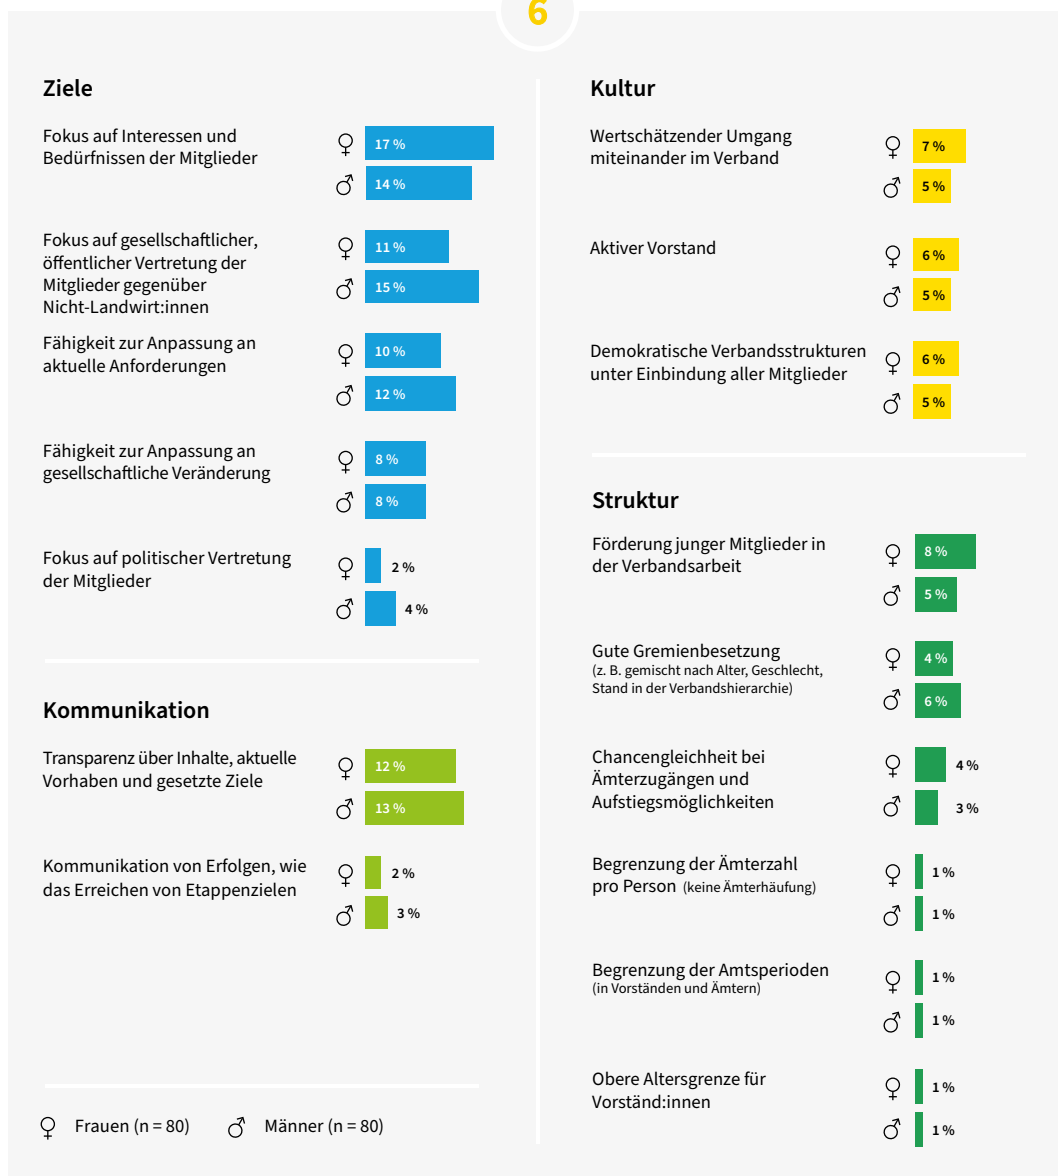 6
Ziele
Fokus auf Interessen und
Bedürfnissen der Mitglieder
17 %
14 %
Fokus auf gesellschaftlicher,
öffentlicher Vertretung der
Mitglieder gegenüber
Nicht-Landwirt:innen
11 %
15 %
Fähigkeit zur Anpassung an
aktuelle Anforderungen
10 %
12 %
Fähigkeit zur Anpassung an
gesellschaftliche Veränderung
8 %
8 %
Fokus auf politischer Vertretung
der Mitglieder
2 %
4 %
Kommunikation
Transparenz über Inhalte, aktuelle
Vorhaben und gesetzte Ziele
12 %
13 %
Kommunikation von Erfolgen, wie
das Erreichen von Etappenzielen
2 %
3 %
Frauen (n = 80)
Männer (n = 80)
Kultur
Wertschätzender Umgang
miteinander im Verband
7 %
5 %
Aktiver Vorstand
6 %
5 %
Demokratische Verbandsstrukturen
unter Einbindung aller Mitglieder
6 %
5 %
Struktur
Förderung junger Mitglieder in
der Verbandsarbeit
8 %
5 %
Gute Gremienbesetzung
(z. B. gemischt nach Alter, Geschlecht,
Stand in der Verbandshierarchie)
4 %
6 %
Chancengleichheit bei
Ämterzugängen und
Aufstiegsmöglichkeiten
4 %
3 %
Begrenzung der Ämterzahl
pro Person (keine Ämterhäufung)
1 %
1 %
Begrenzung der Amtsperioden
(in Vorständen und Ämtern)
1 %
1 %
Obere Altersgrenze für
Vorständ:innen
1 %
1 %